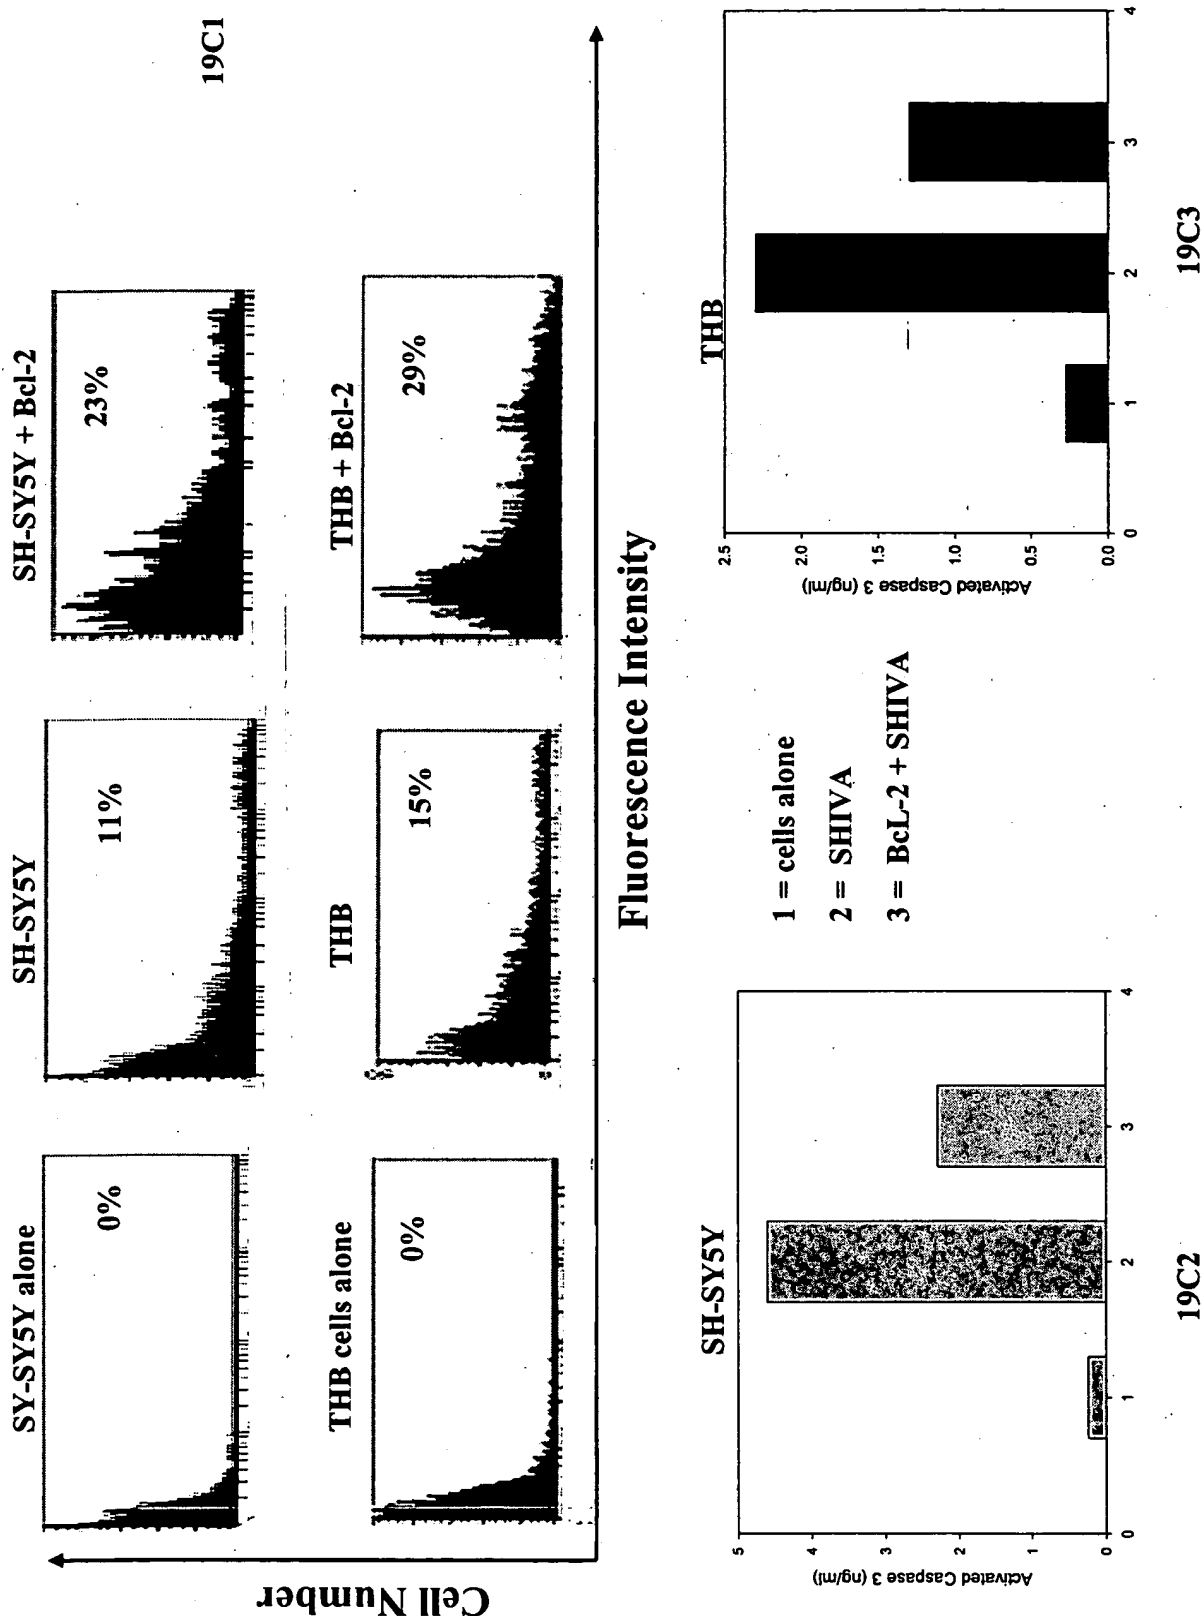 SY-SY5Y alone
SH-SY5Y
SH-SY5Y + Bcl-2
0%
11%
23%
19C1
THB cells alone
THB
THB + Bcl-2
0%
15%
29%
Cell Number
Fluorescence Intensity
SH-SY5Y
Activated Caspase 3 (ng/ml)
5
4
3
2
1
0
0
1
2
3
4
19C2
1 = cells alone
2 = SHIVA
3 = BcL-2 + SHIVA
THB
Activated Caspase 3 (ng/ml)
2.5
2.0
1.5
1.0
0.5
0.0
0
1
2
3
4
19C3